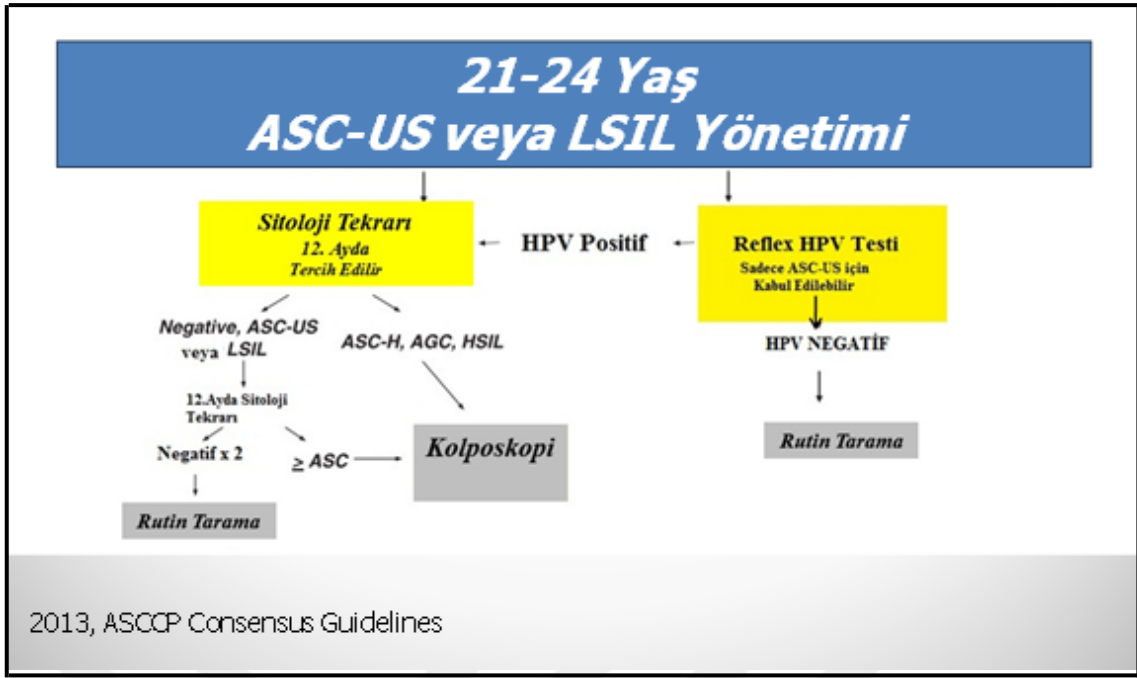 21-24 Yaş
ASC-US veya LSIL Yönetimi
Sitoloji Tekrarı
12. Ayda
Tercih Edilir
HPV Positif
Reflex HPV Testi
Sadece ASC-US için
Kabul Edilebilir
Negative, ASC-US
veya LSIL
ASC-H, AGC, HSIL
HPV NEGATİF
12.Ayda Sitoloji
Tekrarı
Negatif x 2
≥ ASC
Kolposkopi
Rutin Tarama
Rutin Tarama
2013, ASCCP Consensus Guidelines